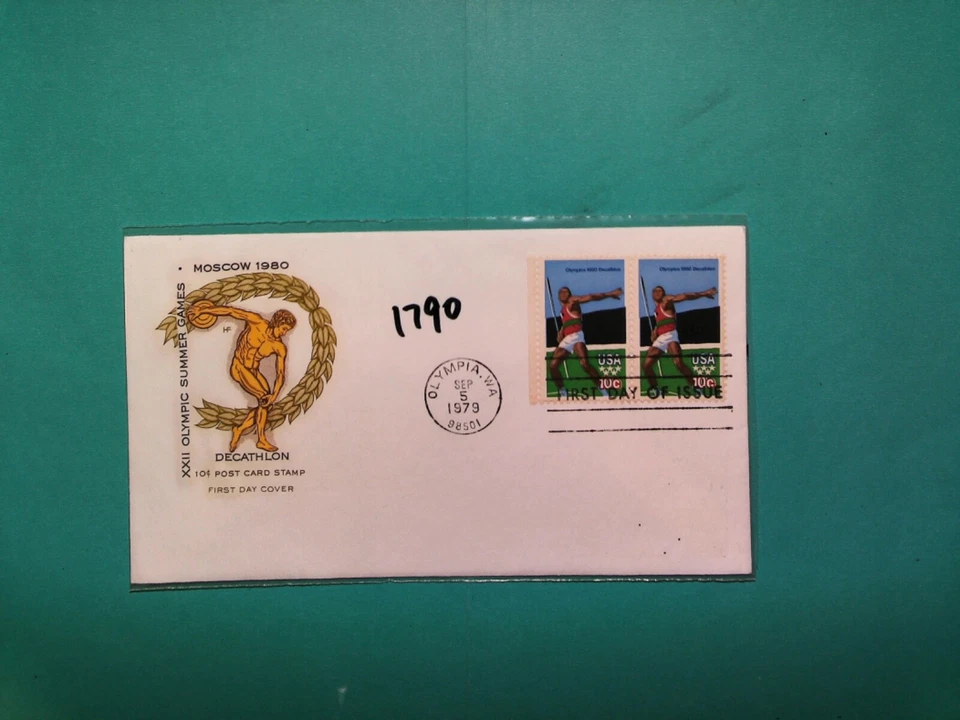 MOSCOW 1980
XXII OLYMPIC SUMMER GAMES
HF
DECATHLON
10¢ POST CARD STAMP
FIRST DAY COVER
1790
OLYMPIA, WA
SEP
5
1979
98501
Olympics 1980 Decathlon
USA
10c
Olympics 1980 Decathlon
USA
10c
FIRST DAY OF ISSUE